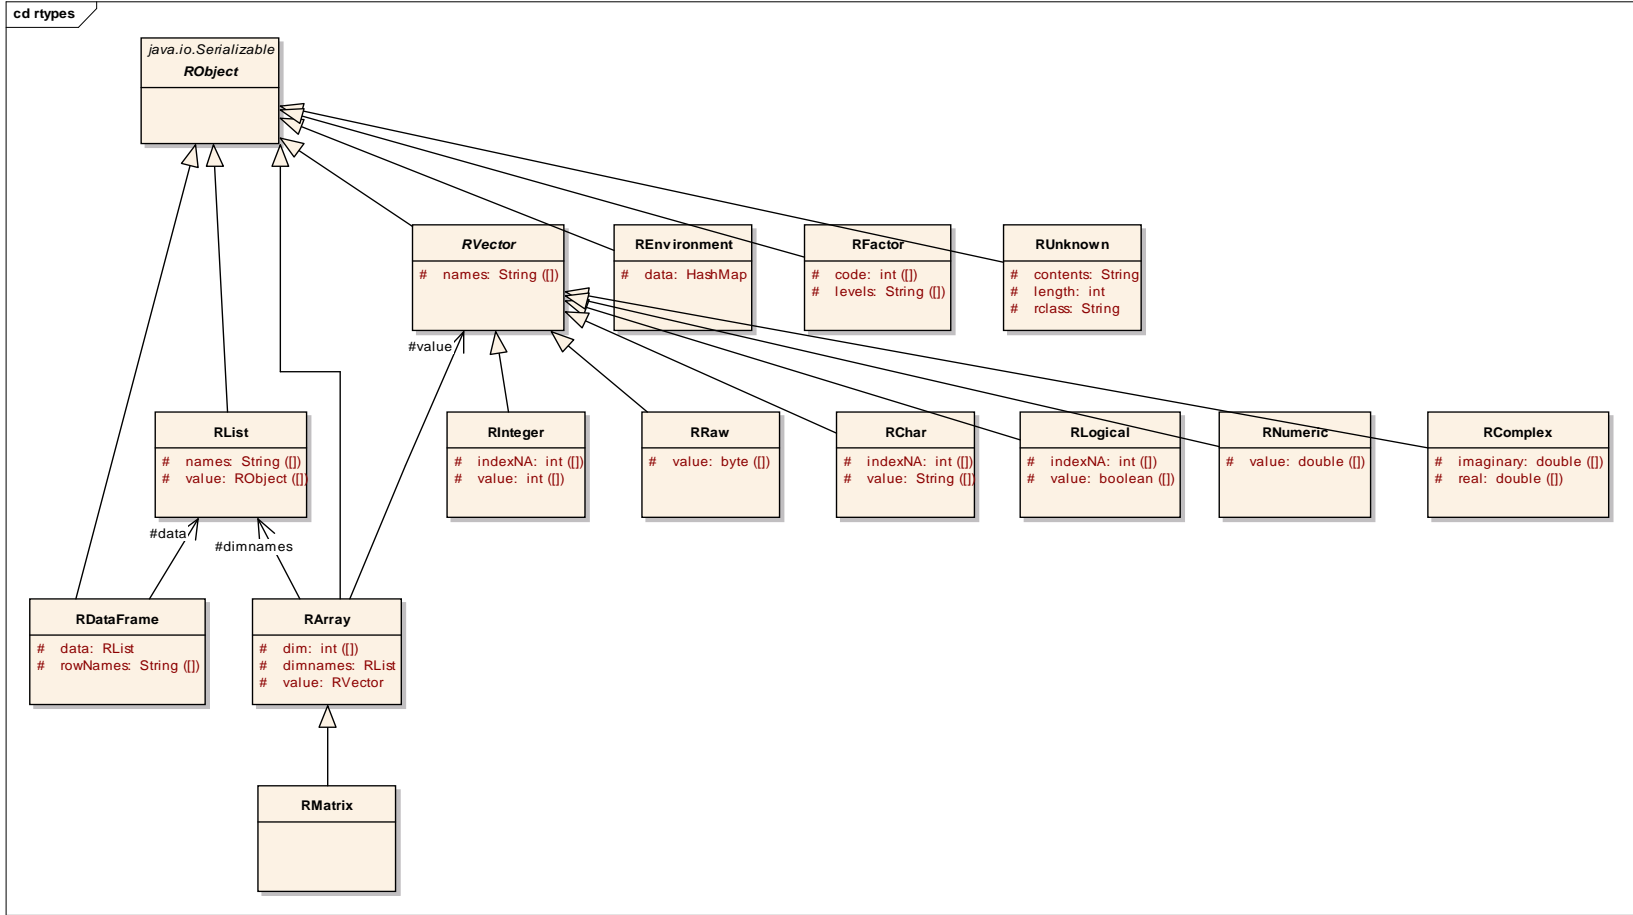 cd rtypes
java.io.Serializable
RObject
RVector
# names: String ([])
REnvironment
# data: HashMap
RFactor
# code: int ([])
# levels: String ([])
RUnknown
# contents: String
# length: int
# rclass: String
#value
RList
# names: String ([])
# value: RObject ([])
RInteger
# indexNA: int ([])
# value: int ([])
RRaw
# value: byte ([])
RChar
# indexNA: int ([])
# value: String ([])
RLogical
# indexNA: int ([])
# value: boolean ([])
RNumeric
# value: double ([])
RComplex
# imaginary: double ([])
# real: double ([])
#data
#dimnames
RDataFrame
# data: RList
# rowNames: String ([])
RArray
# dim: int ([])
# dimnames: RList
# value: RVector
RMatrix